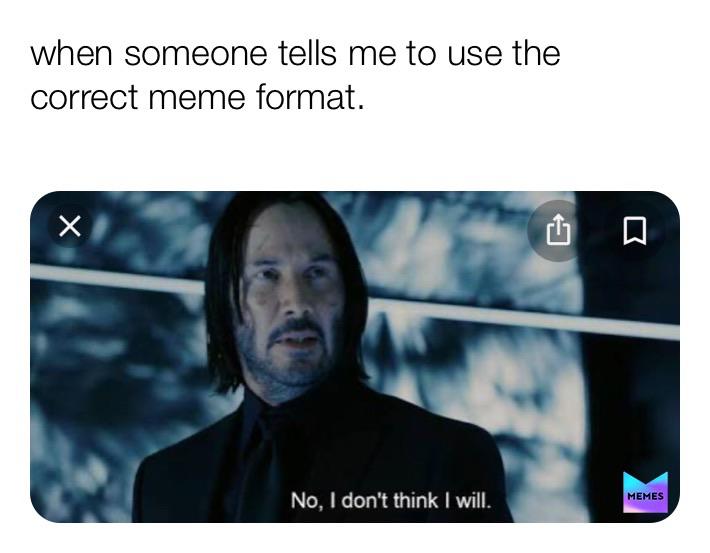 when someone tells me to use the
correct meme format.
No, I don't think I will.
MEMES